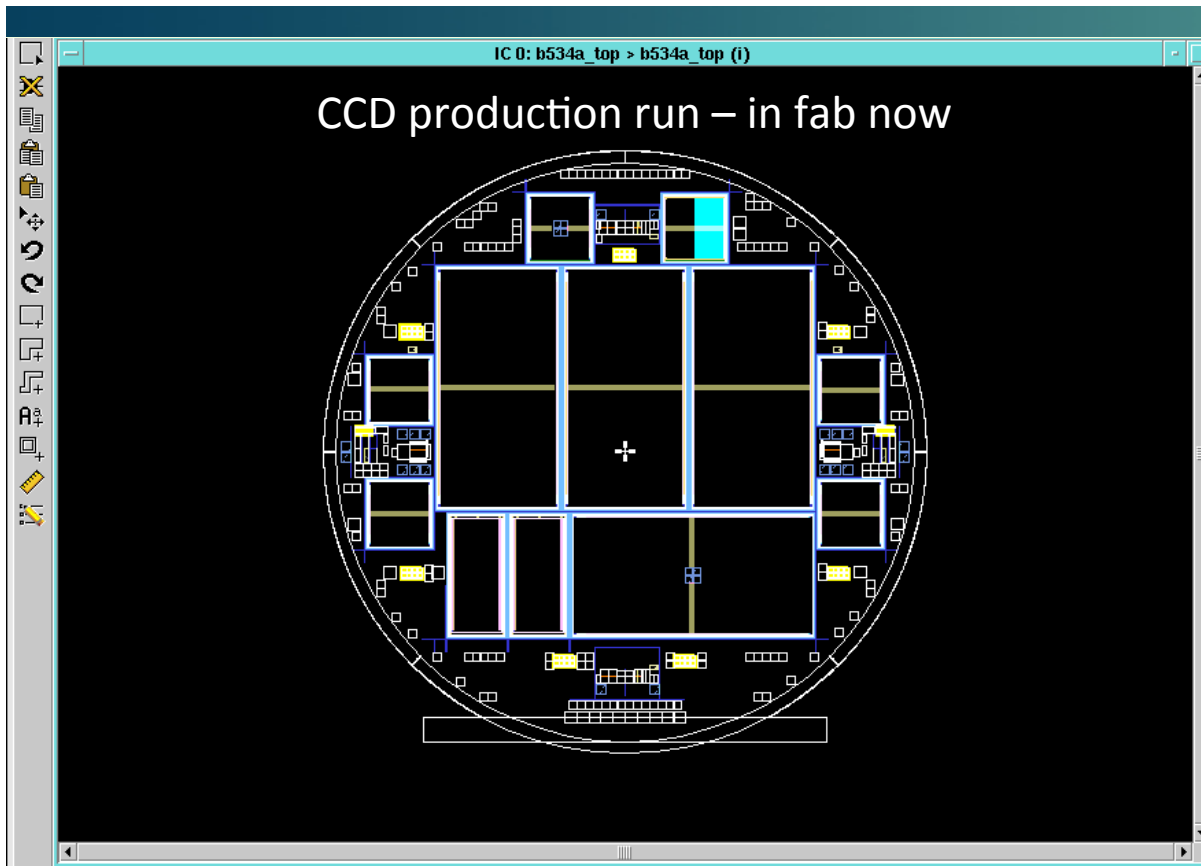 IC 0: b534a_top > b534a_top (i)
CCD production run – in fab now